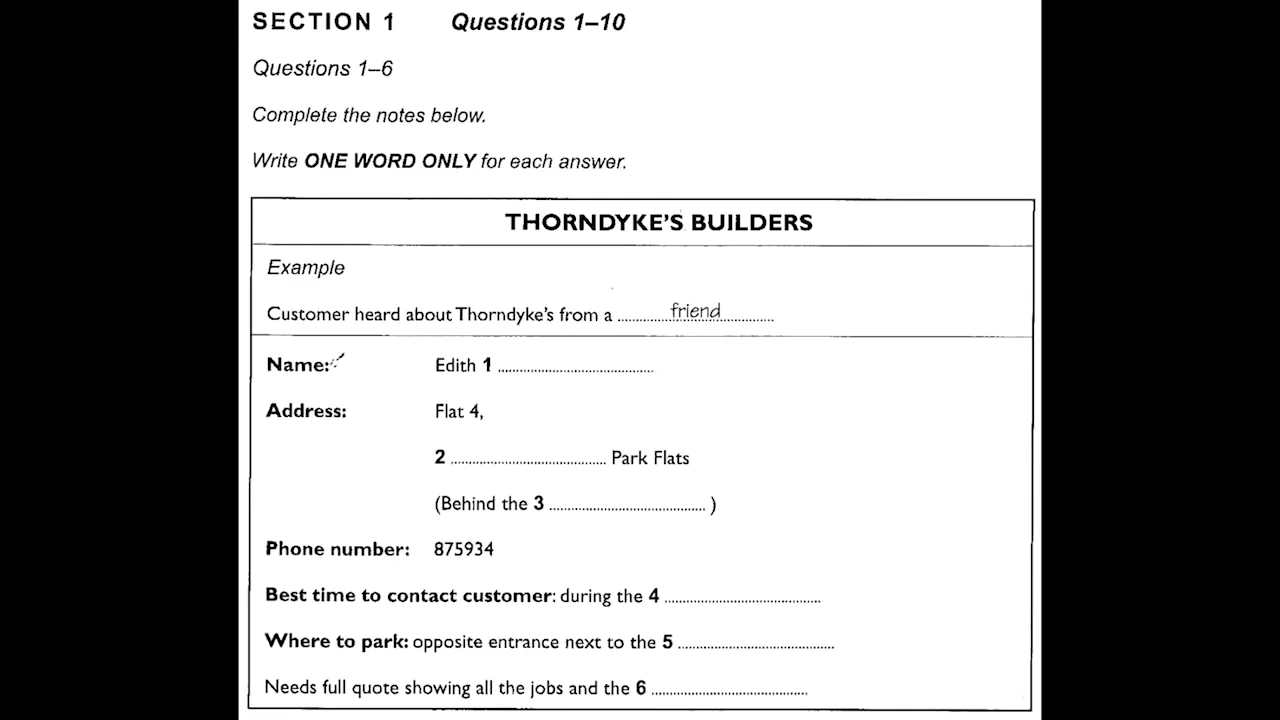 SECTION 1 Questions 1–10
Questions 1–6
Complete the notes below.
Write ONE WORD ONLY for each answer.
THORNDYKE'S BUILDERS
Example
Customer heard about Thorndyke's from a ............ friend ............
Name: Edith 1 ............................................
Address: Flat 4,
2 ............................................ Park Flats
(Behind the 3 ............................................ )
Phone number: 875934
Best time to contact customer: during the 4 ............................................
Where to park: opposite entrance next to the 5 ............................................
Needs full quote showing all the jobs and the 6 ............................................